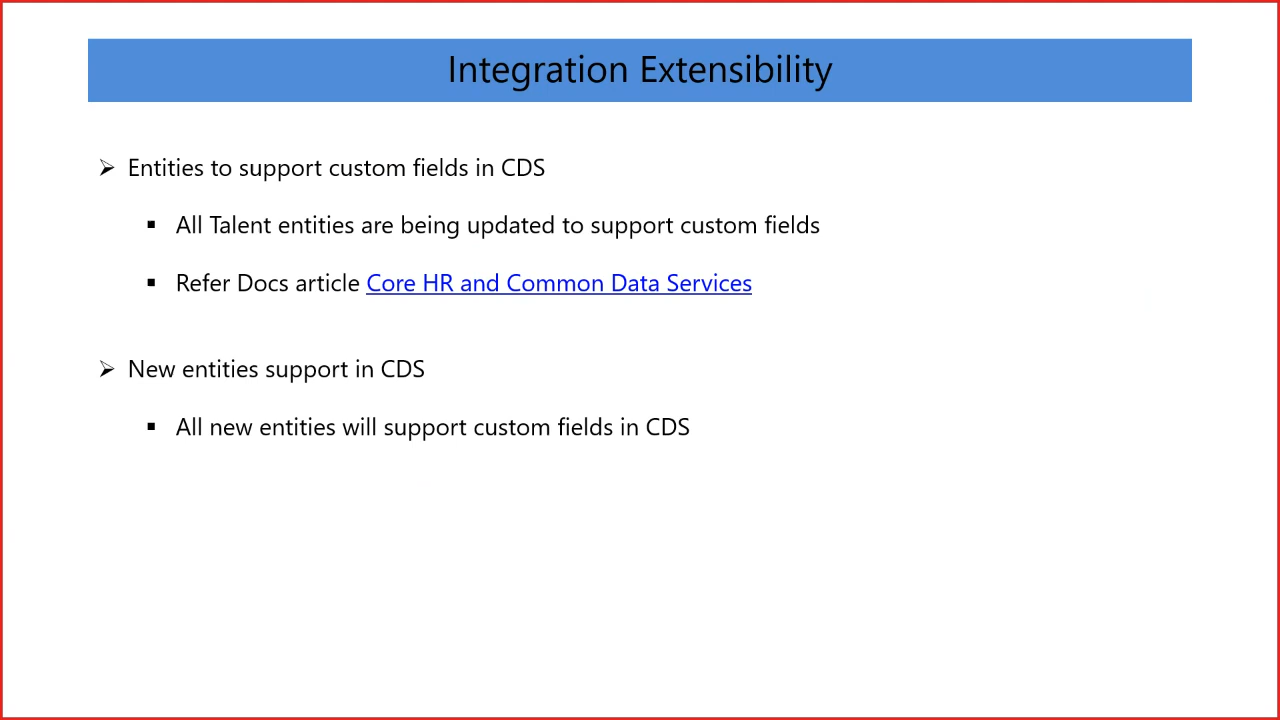 Integration Extensibility
Entities to support custom fields in CDS
All Talent entities are being updated to support custom fields
Refer Docs article Core HR and Common Data Services
New entities support in CDS
All new entities will support custom fields in CDS